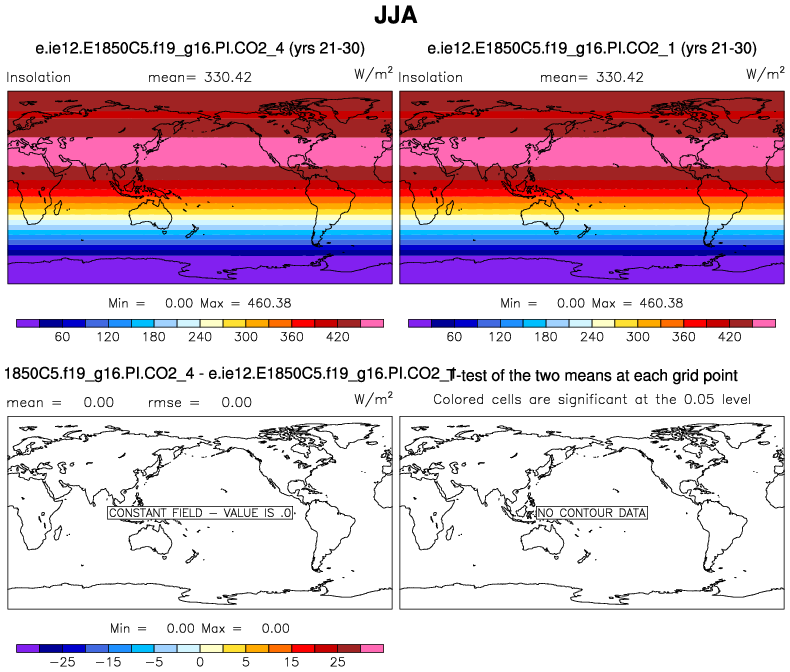 JJA
e.ie12.E1850C5.f19_g16.PI.CO2_4 (yrs 21-30)
e.ie12.E1850C5.f19_g16.PI.CO2_1 (yrs 21-30)
Insolation mean= 330.42 W/m²
Insolation mean= 330.42 W/m²
Min = 0.00 Max = 460.38
Min = 0.00 Max = 460.38
60 120 180 240 300 360 420
60 120 180 240 300 360 420
1850C5.f19_g16.PI.CO2_4 - e.ie12.E1850C5.f19_g16.PI.CO2_1
T-test of the two means at each grid point
mean = 0.00 rmse = 0.00 W/m²
Colored cells are significant at the 0.05 level
CONSTANT FIELD - VALUE IS .0
NO CONTOUR DATA
Min = 0.00 Max = 0.00
-25 -15 -5 0 5 15 25